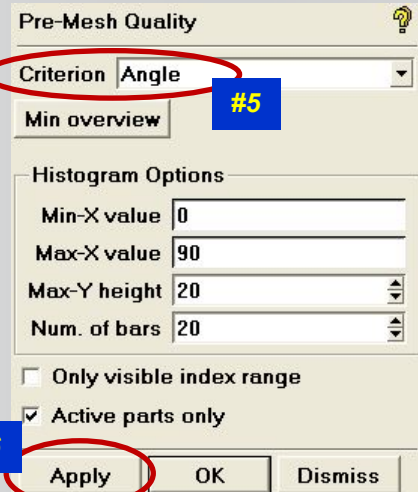 Pre-Mesh Quality
Criterion Angle
#5
Min overview
Histogram Options
Min-X value 0
Max-X value 90
Max-Y height 20
Num. of bars 20
Only visible index range
Active parts only
Apply OK Dismiss